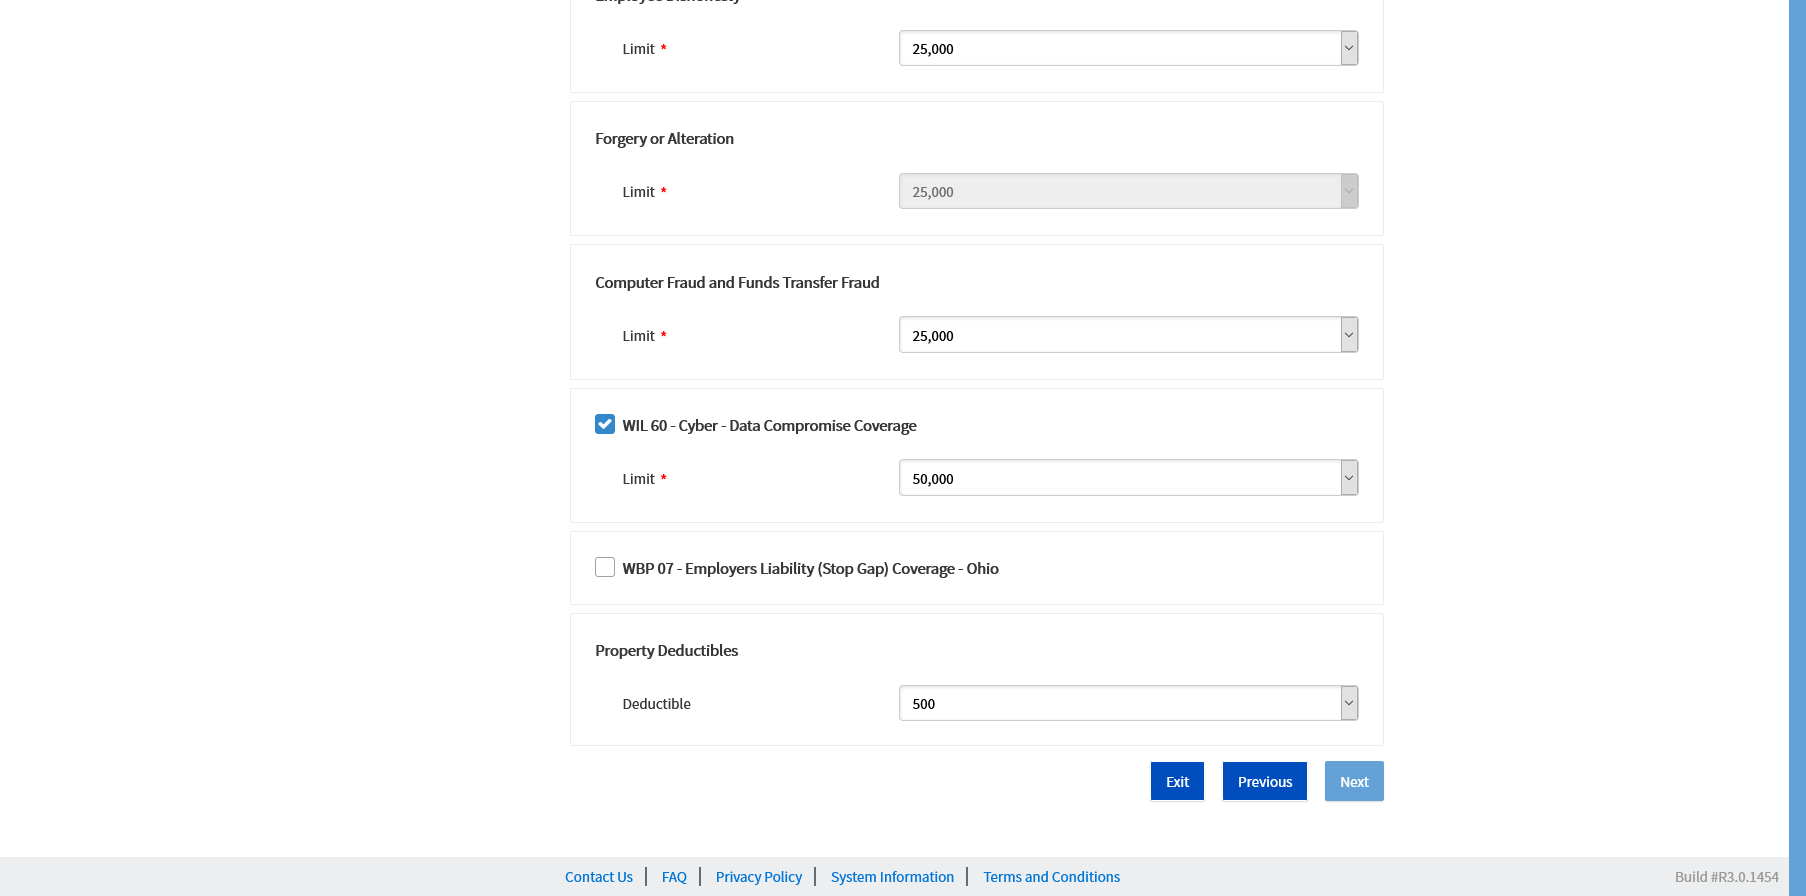 Limit *
25,000
Forgery or Alteration
Limit *
25,000
Computer Fraud and Funds Transfer Fraud
Limit *
25,000
WIL 60 - Cyber - Data Compromise Coverage
Limit *
50,000
WBP 07 - Employers Liability (Stop Gap) Coverage - Ohio
Property Deductibles
Deductible
500
Exit
Previous
Next
Contact Us
FAQ
Privacy Policy
System Information
Terms and Conditions
Build #R3.0.1454